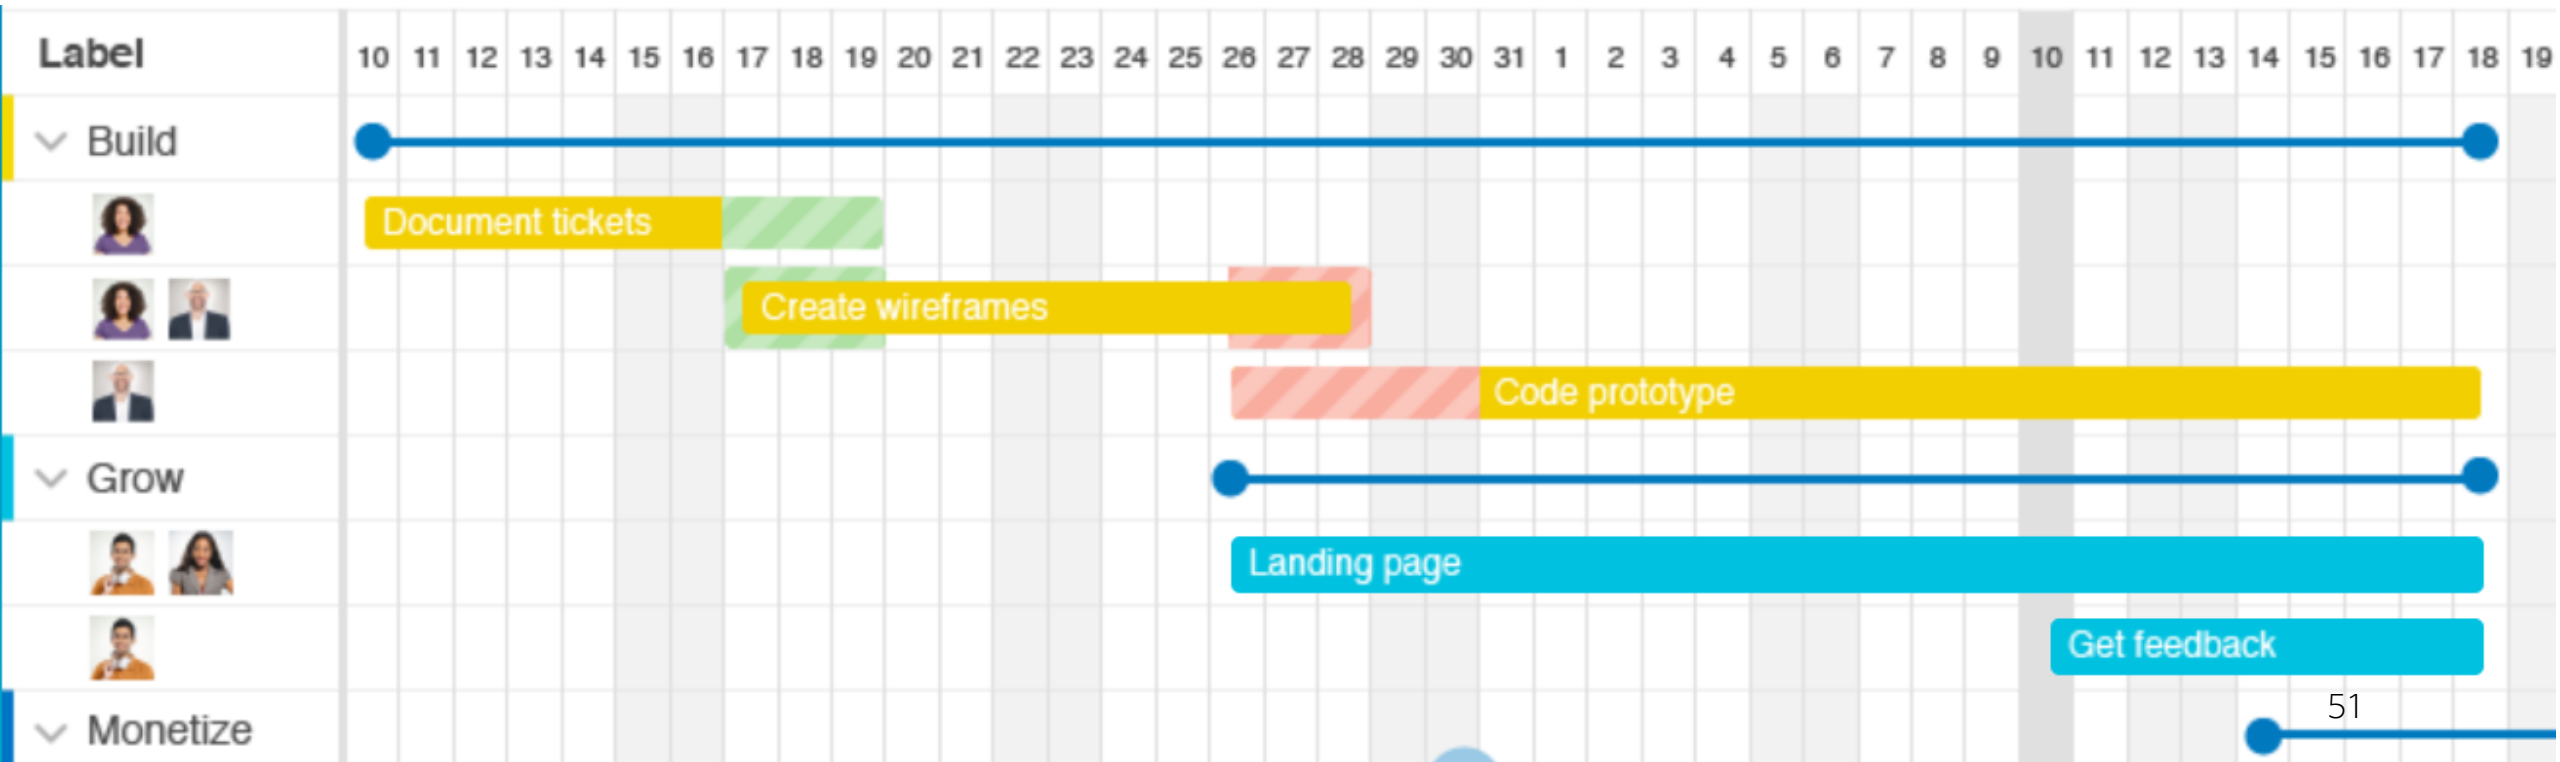 Label 10 11 12 13 14 15 16 17 18 19 20 21 22 23 24 25 26 27 28 29 30 31 1 2 3 4 5 6 7 8 9 10 11 12 13 14 15 16 17 18 19
Build
Document tickets
Create wireframes
Code prototype
Grow
Landing page
Get feedback
51
Monetize